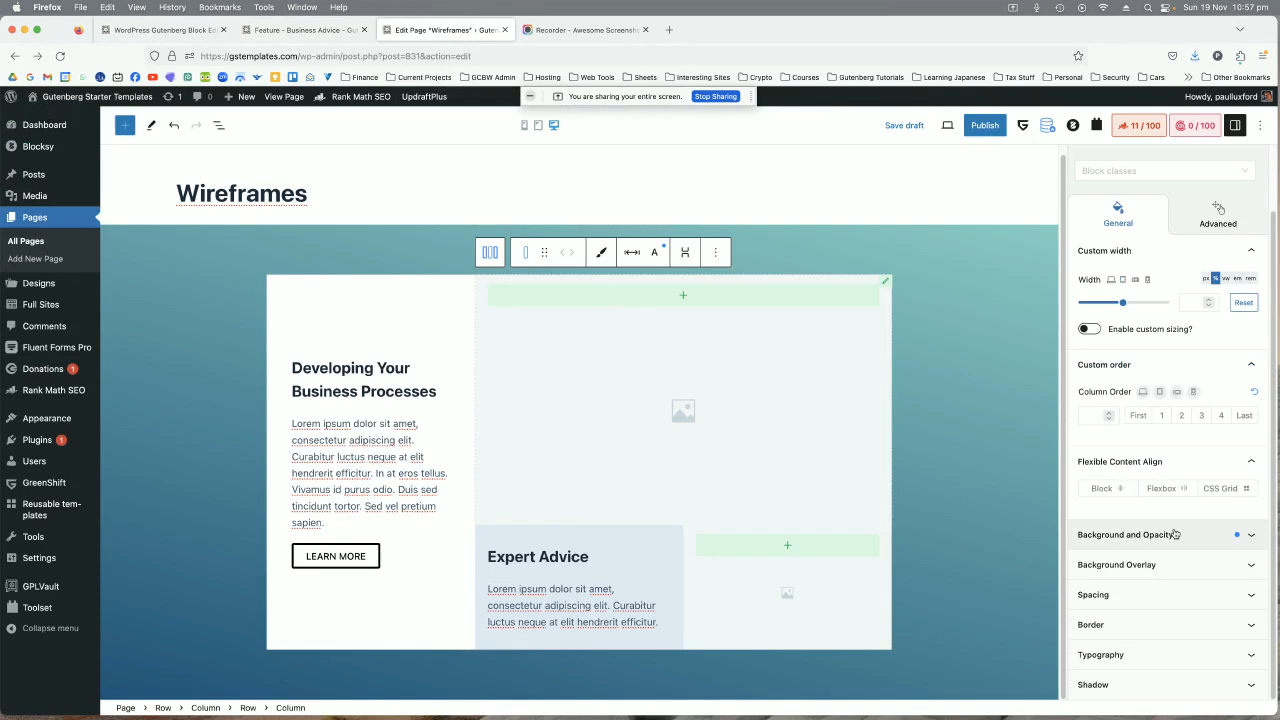 Firefox File Edit View History Bookmarks Tools Window Help
Mon 9 Oct 10:57 pm
WordPress Gutenberg Block Edi
Feature - Business Advice - Gut
Edit Page "Wireframes" ‹ Guten
Recorder - Awesome Screensho
https://gstemplates.com/wp-admin/post.php?post=831&action=edit
Finance Current Projects GCBW Admin Hosting Web Tools Sheets Interesting Sites Crypto Courses Gutenberg Tutorials Learning Japanese Tax Stuff Personal Security Cars Other Bookmarks
Gutenberg Starter Templates 1 0 New View Page Rank Math SEO UpdraftPlus
You are sharing your entire screen. Stop Sharing
Howdy, paulluxford
Dashboard
Blocksy
Posts
Media
Pages
All Pages
Add New Page
Designs
Full Sites
Comments
Fluent Forms Pro
Donations 1
Rank Math SEO
Appearance
Plugins 1
Users
GreenShift
Reusable tem-
plates
Tools
Settings
GPLVault
Toolset
Collapse menu
Save draft Publish 11 / 100 0 / 100
Wireframes
A
Developing Your
Business Processes
Lorem ipsum dolor sit amet,
consectetur adipiscing elit.
Curabitur luctus neque at elit
hendrerit efficitur. In at eros tellus.
Vivamus id purus odio. Duis sed
tincidunt tortor. Sed vel pretium
sapien.
LEARN MORE
Expert Advice
Lorem ipsum dolor sit amet,
consectetur adipiscing elit. Curabitur
luctus neque at elit hendrerit efficitur.
Block classes
General Advanced
Custom width
Width px % vw em rem
Reset
Enable custom sizing?
Custom order
Column Order
First 1 2 3 4 Last
Flexible Content Align
Block Flexbox CSS Grid
Background and Opacity
Background Overlay
Spacing
Border
Typography
Shadow
Page Row Column Row Column